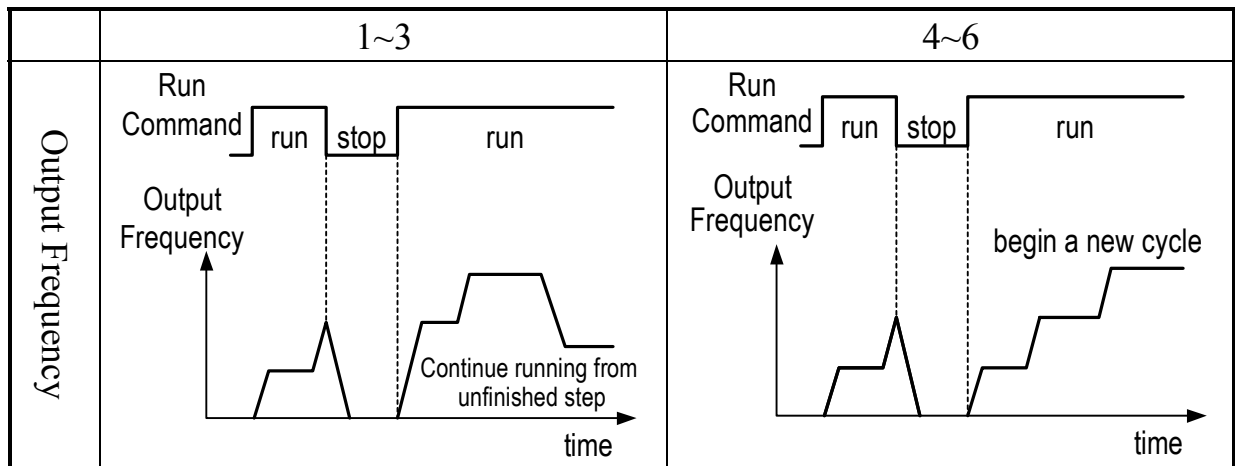 1~3
4~6
Output Frequency
Run
Command
run
stop
run
Output
Frequency
Continue running from
unfinished step
time
Run
Command
run
stop
run
Output
Frequency
begin a new cycle
time